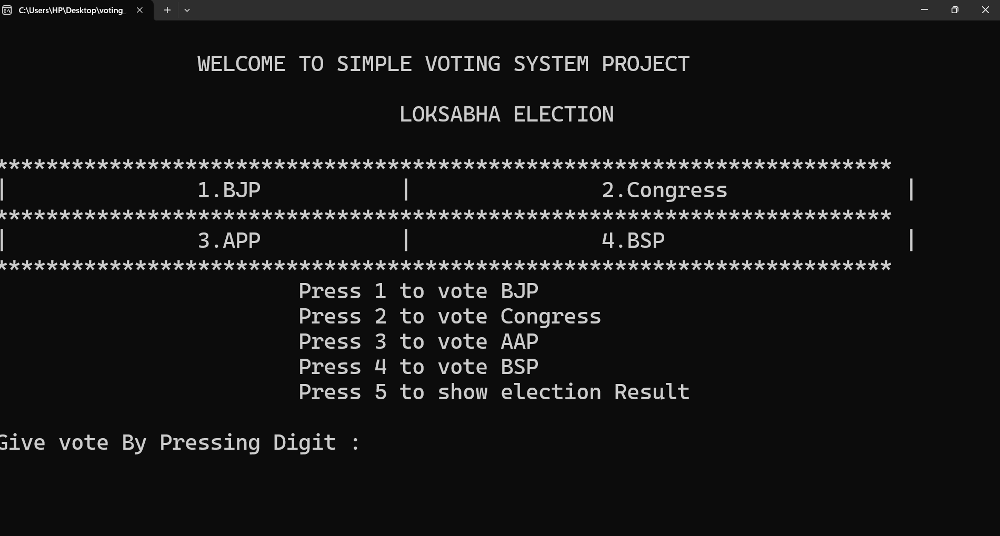 C:\Users\HP\Desktop\voting_
WELCOME TO SIMPLE VOTING SYSTEM PROJECT
LOKSABHA ELECTION
***********************************************************************
| 1.BJP | 2.Congress |
***********************************************************************
| 3.APP | 4.BSP |
***********************************************************************
Press 1 to vote BJP
Press 2 to vote Congress
Press 3 to vote AAP
Press 4 to vote BSP
Press 5 to show election Result
Give vote By Pressing Digit :